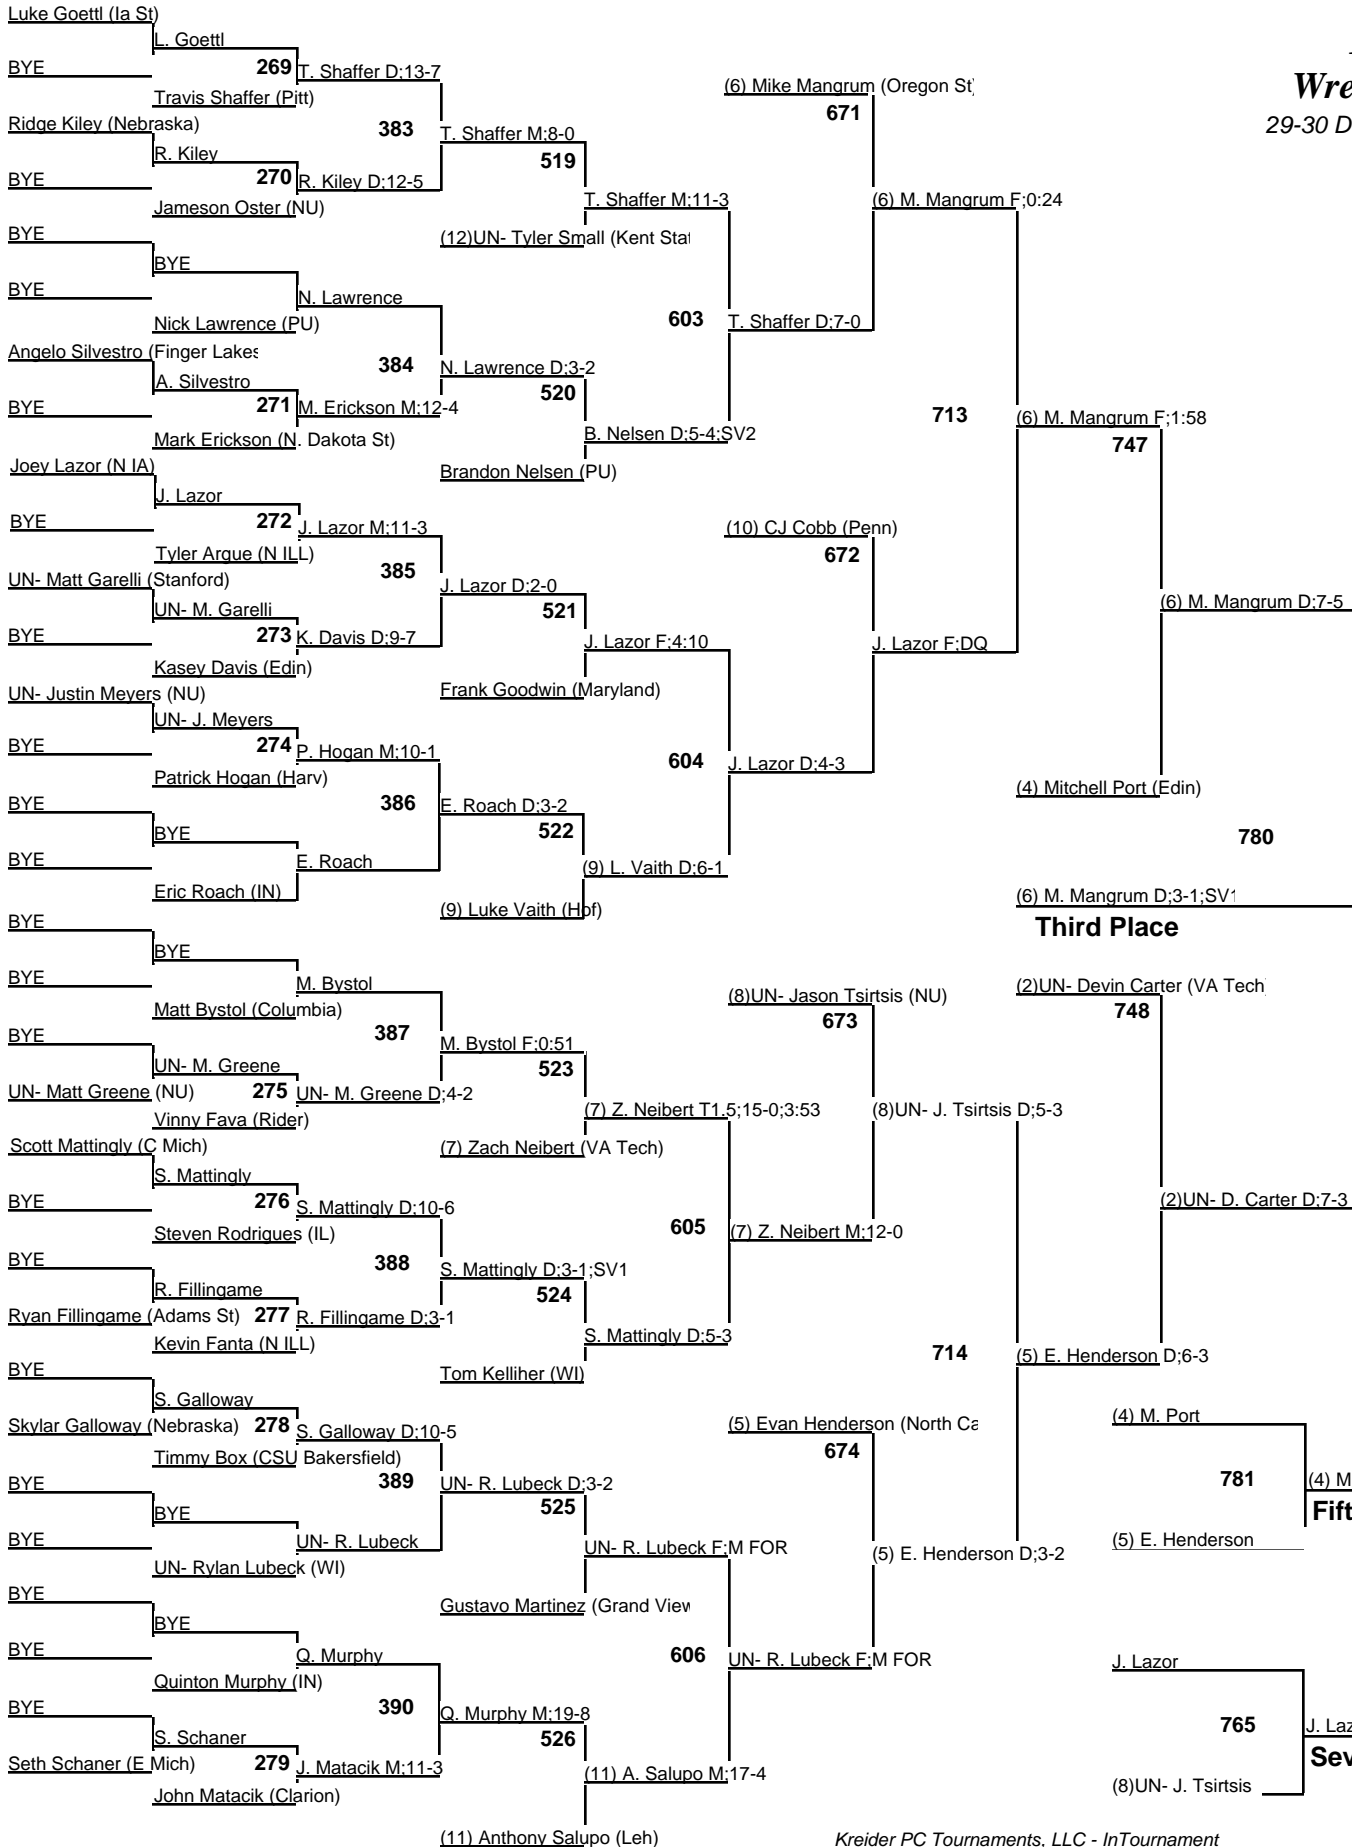 Luke Goettl (Ia St)
L. Goettl
BYE
269
T. Shaffer D;13-7
Travis Shaffer (Pitt)
Ridge Kiley (Nebraska)
383
T. Shaffer M;8-0
R. Kiley
519
BYE
270
R. Kiley D;12-5
Jameson Oster (NU)
T. Shaffer M;11-3
BYE
(12)UN- Tyler Small (Kent Stat
BYE
BYE
N. Lawrence
Nick Lawrence (PU)
603
T. Shaffer D;7-0
Angelo Silvestro (Finger Lakes
384
N. Lawrence D;3-2
A. Silvestro
520
BYE
271
M. Erickson M;12-4
Mark Erickson (N. Dakota St)
B. Nelsen D;5-4;SV2
Brandon Nelsen (PU)
(6) Mike Mangrum (Oregon St)
671
(6) M. Mangrum F;0:24
Wre
29-30 D
713
(6) M. Mangrum F;1:58
747
Joey Lazor (N IA)
J. Lazor
BYE
272
J. Lazor M;11-3
Tyler Argue (N ILL)
UN- Matt Garelli (Stanford)
385
J. Lazor D;2-0
UN- M. Garelli
521
BYE
273
K. Davis D;9-7
Kasey Davis (Edin)
J. Lazor F;4:10
Frank Goodwin (Maryland)
UN- Justin Meyers (NU)
UN- J. Meyers
BYE
274
P. Hogan M;10-1
Patrick Hogan (Harv)
604
J. Lazor D;4-3
BYE
386
E. Roach D;3-2
BYE
522
BYE
E. Roach
(9) L. Vaith D;6-1
Eric Roach (IN)
(9) Luke Vaith (Hof)
(10) CJ Cobb (Penn)
672
J. Lazor F;DQ
(6) M. Mangrum D;7-5
(4) Mitchell Port (Edin)
780
(6) M. Mangrum D;3-1;SV1
Third Place
BYE
BYE
BYE
M. Bystol
Matt Bystol (Columbia)
387
M. Bystol F;0:51
BYE
523
UN- M. Greene
UN- Matt Greene (NU)
275
UN- M. Greene D;4-2
Vinny Fava (Rider)
(7) Z. Neibert T1.5;15-0;3:53
Scott Mattingly (C Mich)
(7) Zach Neibert (VA Tech)
S. Mattingly
BYE
276
S. Mattingly D;10-6
605
(7) Z. Neibert M;12-0
Steven Rodrigues (IL)
388
S. Mattingly D;3-1;SV1
BYE
524
R. Fillingame
Ryan Fillingame (Adams St)
277
R. Fillingame D;3-1
Kevin Fanta (N ILL)
S. Mattingly D;5-3
Tom Kelliher (WI)
(8)UN- Jason Tsirtsis (NU)
673
(8)UN- J. Tsirtsis D;5-3
(2)UN- Devin Carter (VA Tech)
748
(2)UN- D. Carter D;7-3
714
(5) E. Henderson D;6-3
BYE
S. Galloway
Skylar Galloway (Nebraska)
278
S. Galloway D;10-5
Timmy Box (CSU Bakersfield)
389
UN- R. Lubeck D;3-2
BYE
525
BYE
BYE
UN- R. Lubeck
UN- R. Lubeck F;M FOR
UN- Rylan Lubeck (WI)
Gustavo Martinez (Grand View
BYE
BYE
BYE
Q. Murphy
606
UN- R. Lubeck F;M FOR
Quinton Murphy (IN)
390
Q. Murphy M;19-8
BYE
526
S. Schaner
Seth Schaner (E Mich)
279
J. Matacik M;11-3
John Matacik (Clarion)
(11) A. Salupo M;17-4
(11) Anthony Salupo (Leh)
(5) Evan Henderson (North Ca
674
(5) E. Henderson D;3-2
(4) M. Port
781
(4) M
Fift
(5) E. Henderson
J. Lazor
765
J. Laz
Sev
(8)UN- J. Tsirtsis
Kreider PC Tournaments, LLC - InTournament